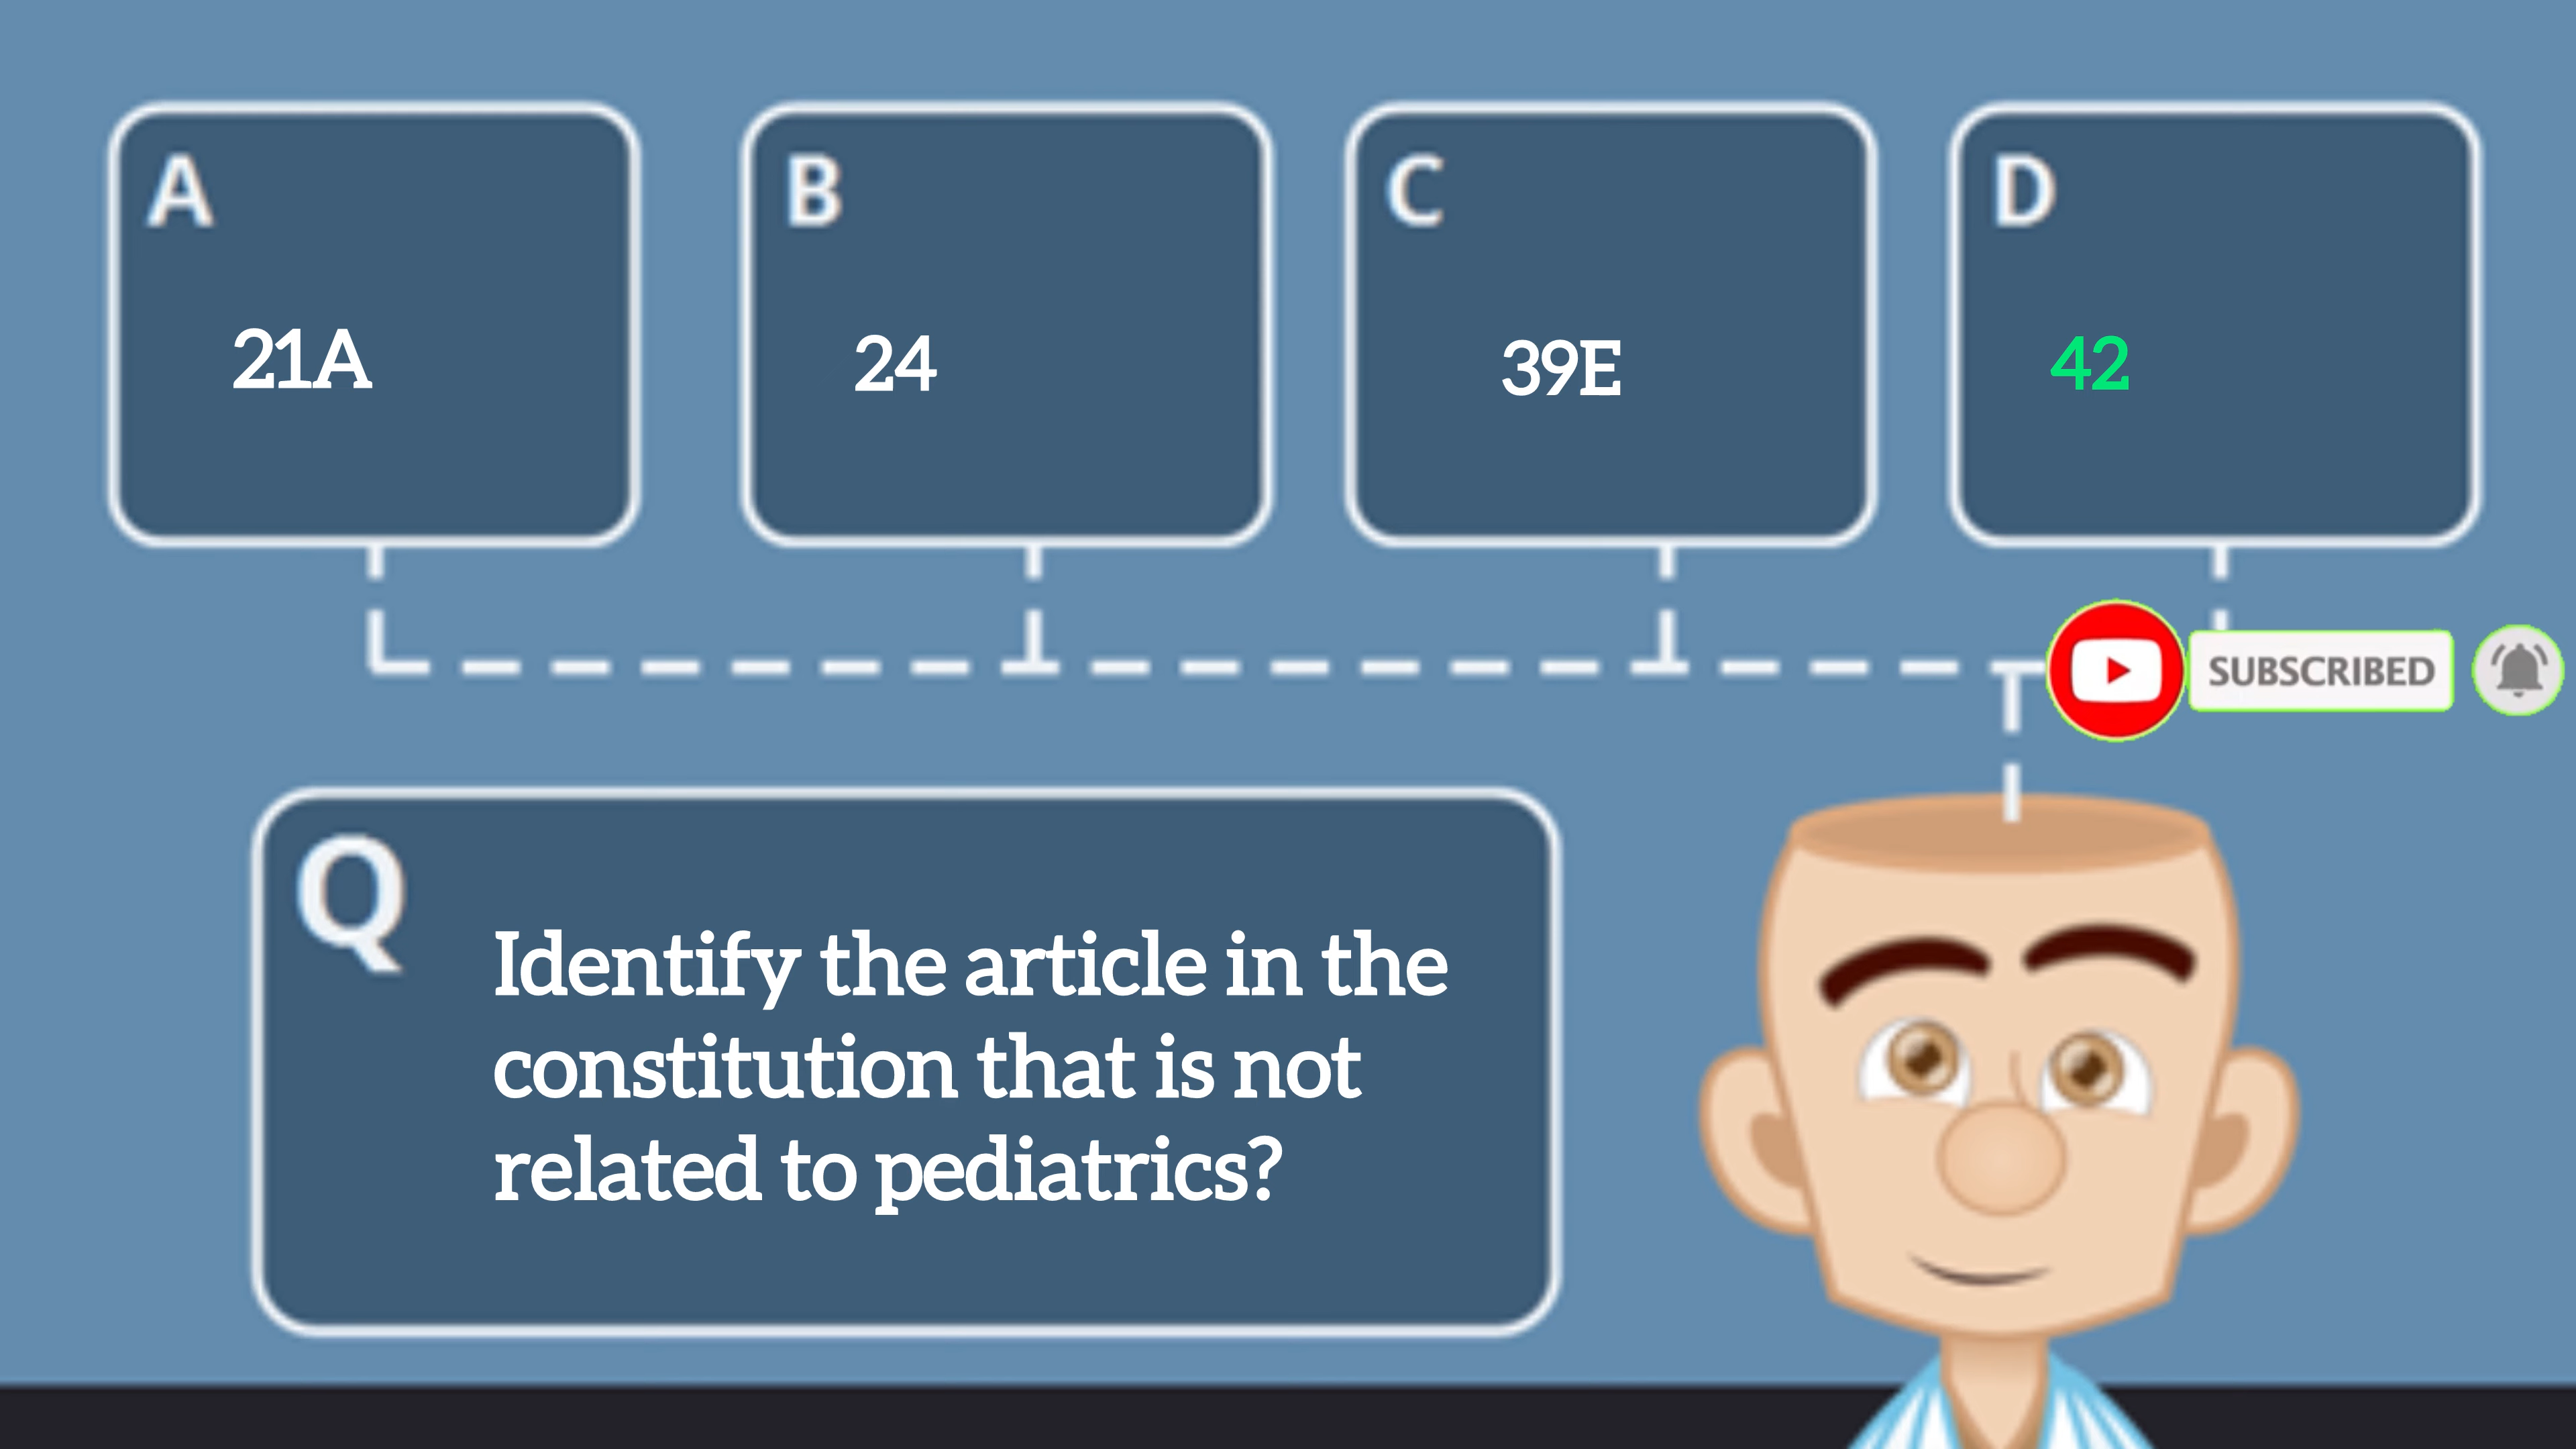 A
B
C
D
21A
24
39E
42
SUBSCRIBED
Q
Identify the article in the
constitution that is not
related to pediatrics?